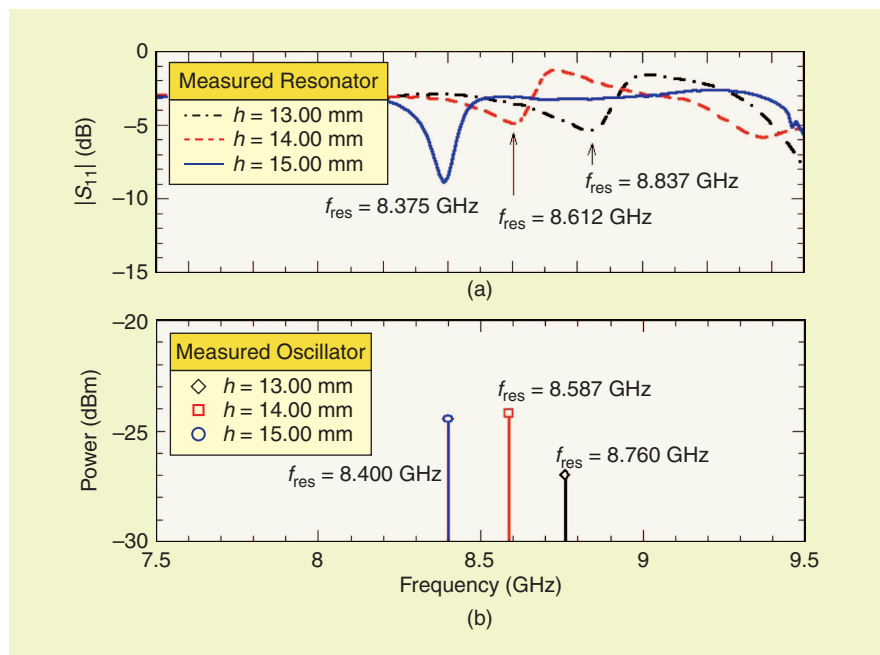 0
−5
−10
−15
|S11| (dB)
Measured Resonator
h = 13.00 mm
h = 14.00 mm
h = 15.00 mm
fres = 8.375 GHz
fres = 8.612 GHz
fres = 8.837 GHz
(a)
−20
−25
−30
Power (dBm)
Measured Oscillator
h = 13.00 mm
h = 14.00 mm
h = 15.00 mm
fres = 8.587 GHz
fres = 8.760 GHz
fres = 8.400 GHz
7.5 8 8.5 9 9.5
Frequency (GHz)
(b)